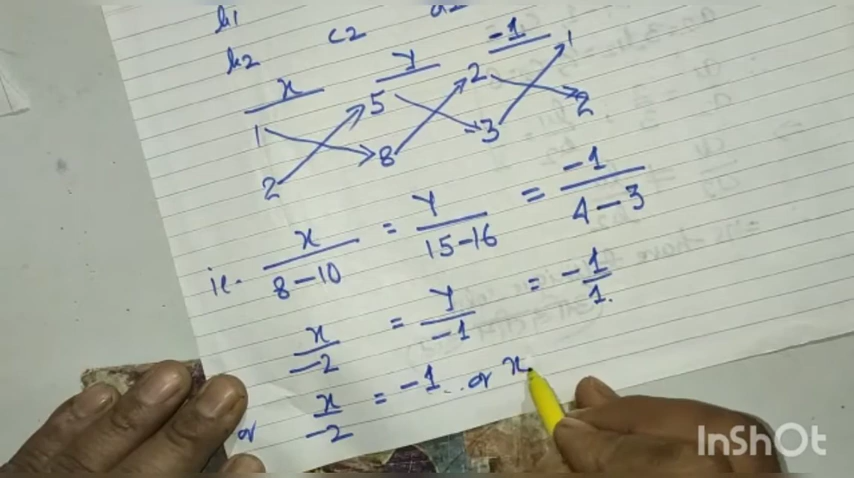 b1
b2 c2
x y -1
1 5 2 1
2 8 3 2
ie. x/(8-10) = y/(15-16) = -1/(4-3)
x/-2 = y/-1 = -1/1.
or x/-2 = -1 .. or x
InShOt